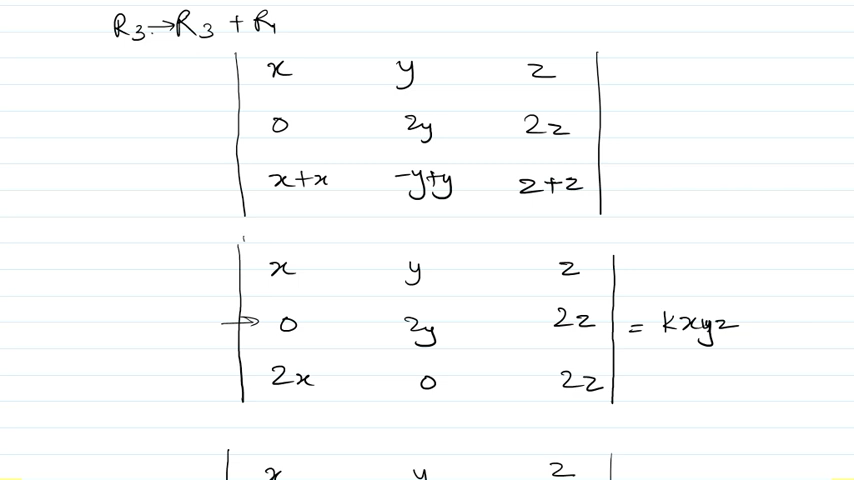 R3→R3 + R1
x y z
0 2y 2z
x+x -y+y z+z
x y z
→ 0 2y 2z = kxyz
2x 0 2z
x y z